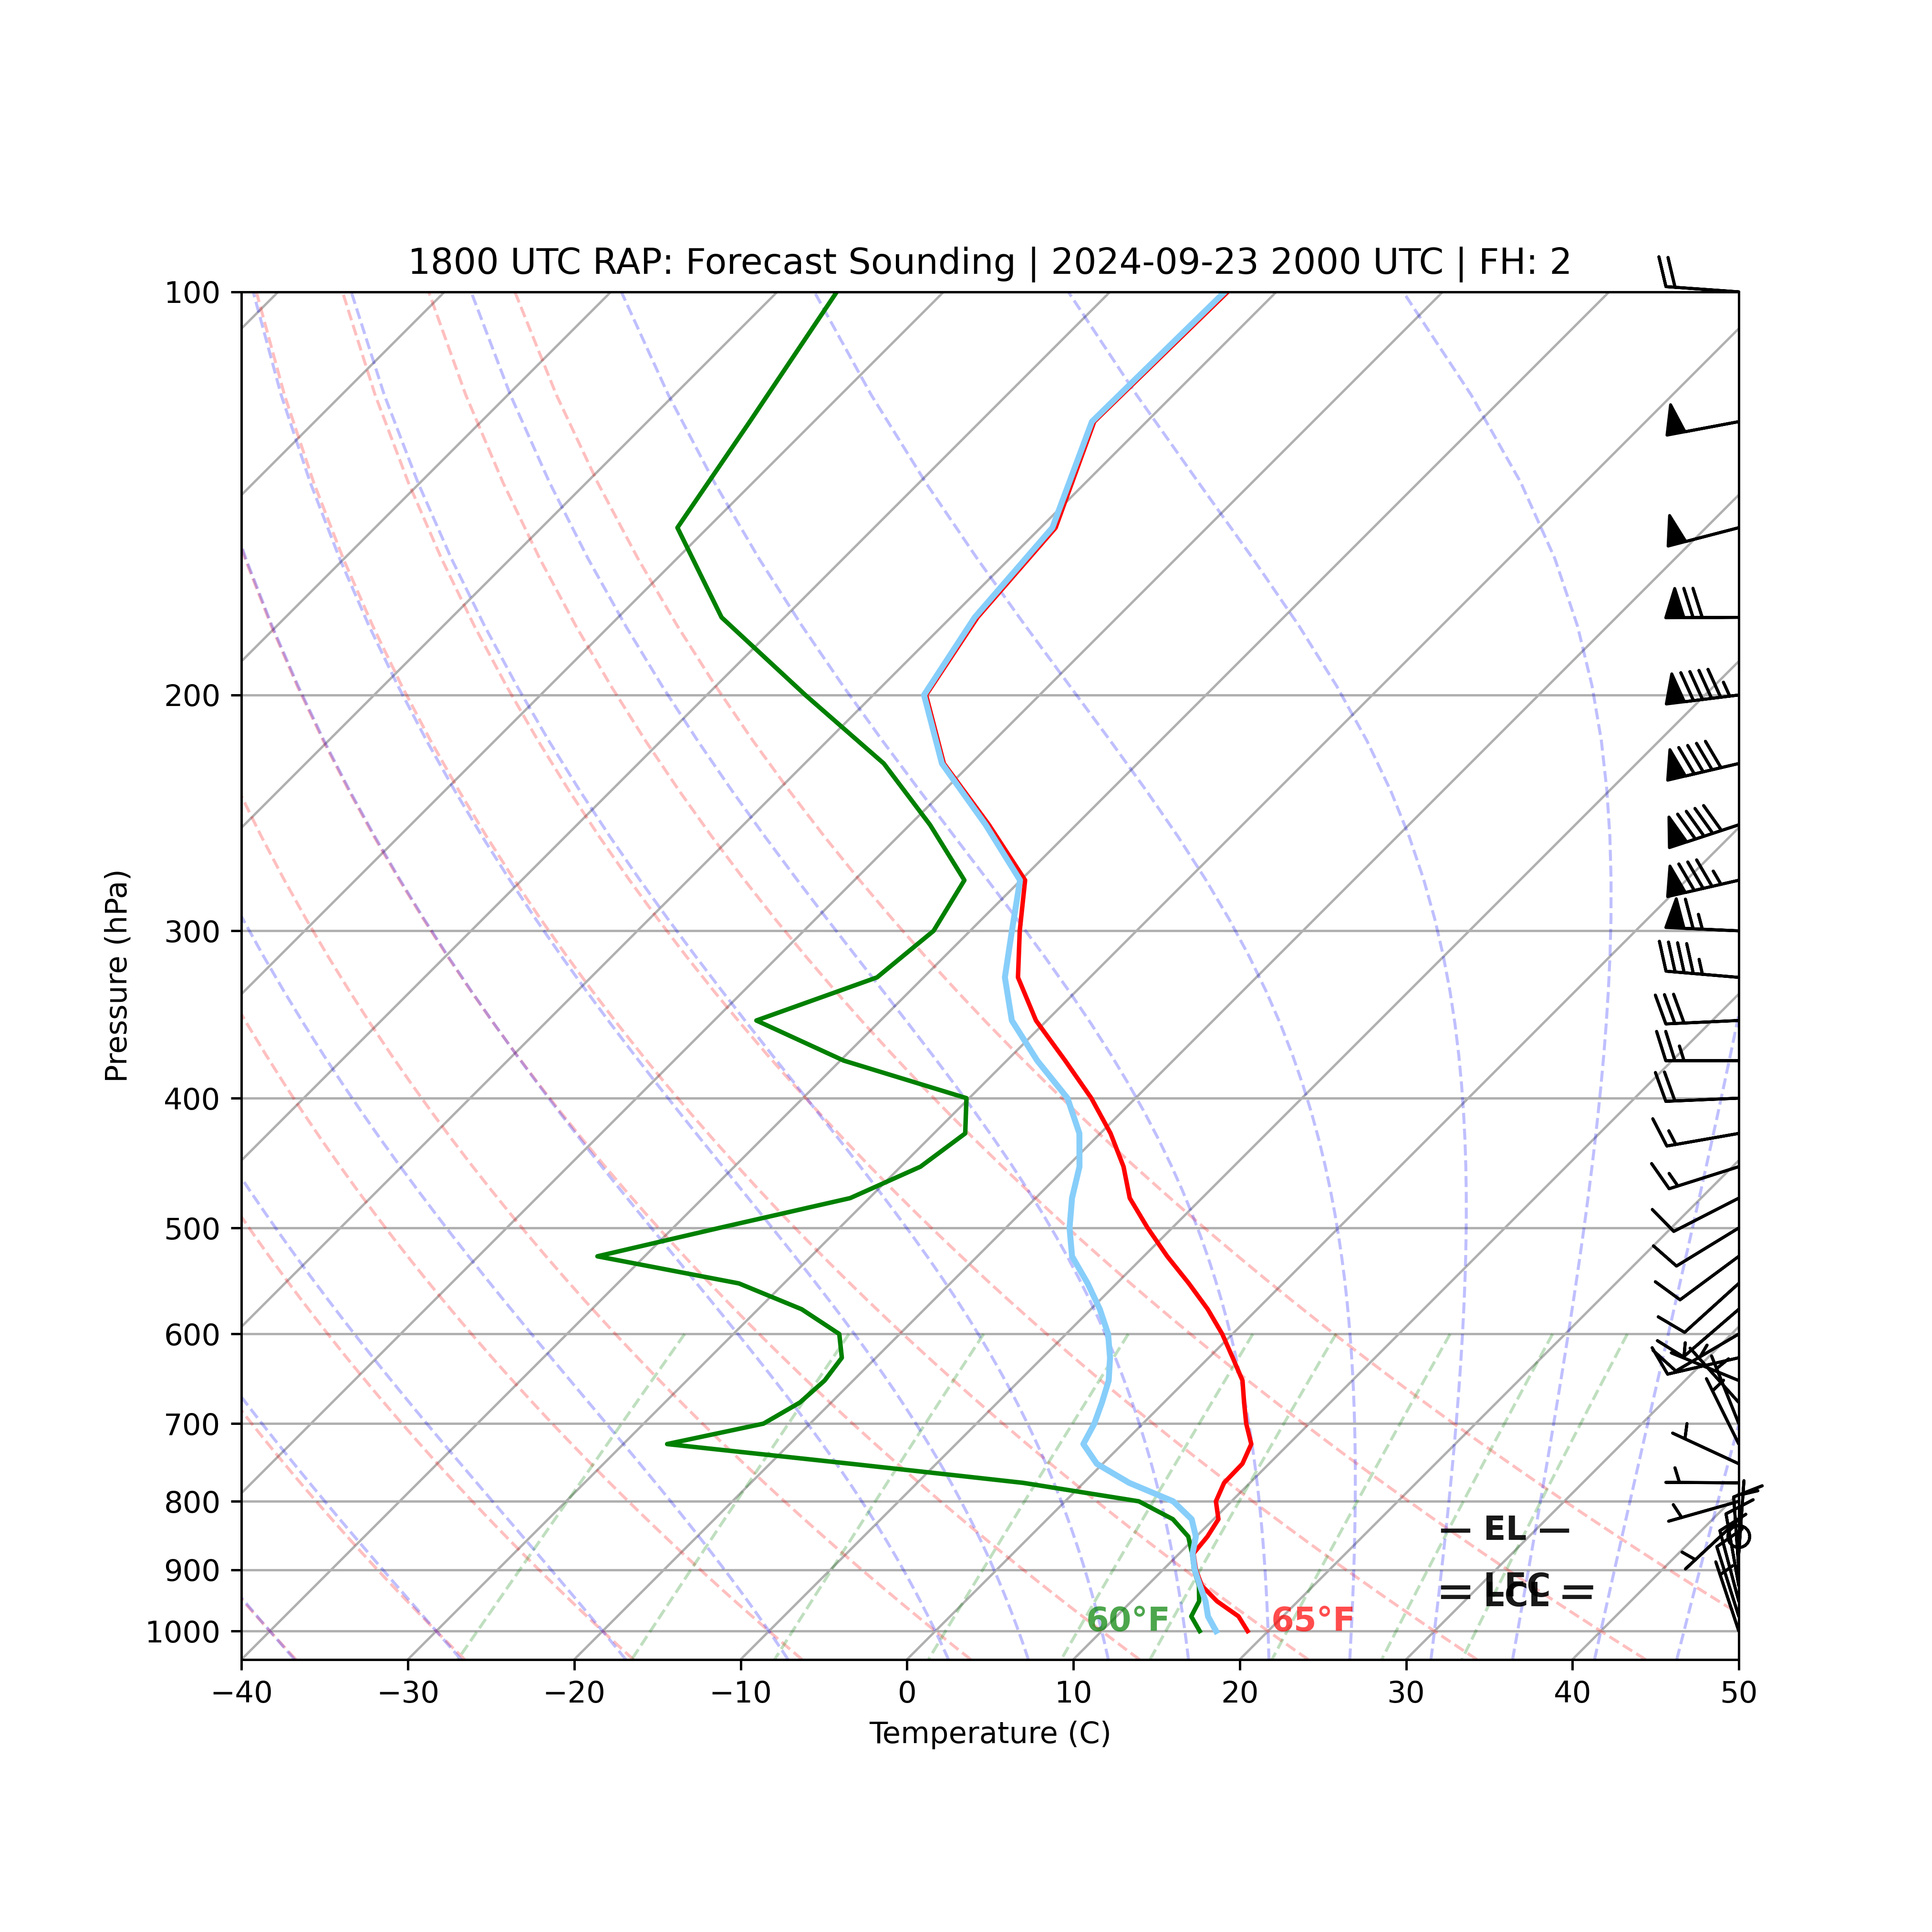 1800 UTC RAP: Forecast Sounding | 2024-09-23 2000 UTC | FH: 2
100
200
300
400
500
600
700
800
900
1000
Pressure (hPa)
— EL —
— LFC —
— LCL —
60°F
65°F
−40 −30 −20 −10 0 10 20 30 40 50
Temperature (C)